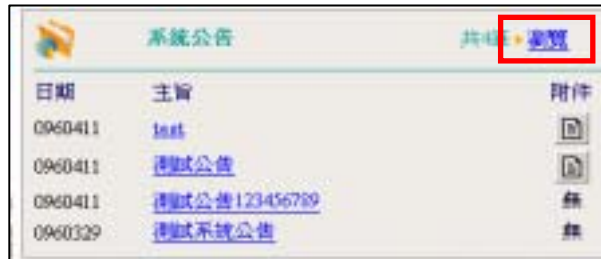 系統公告 共4筆 瀏覽
日期 主旨 附件
0960411 test
0960411 測試公告
0960411 測試公告123456789 無
0960329 測試系統公告 無